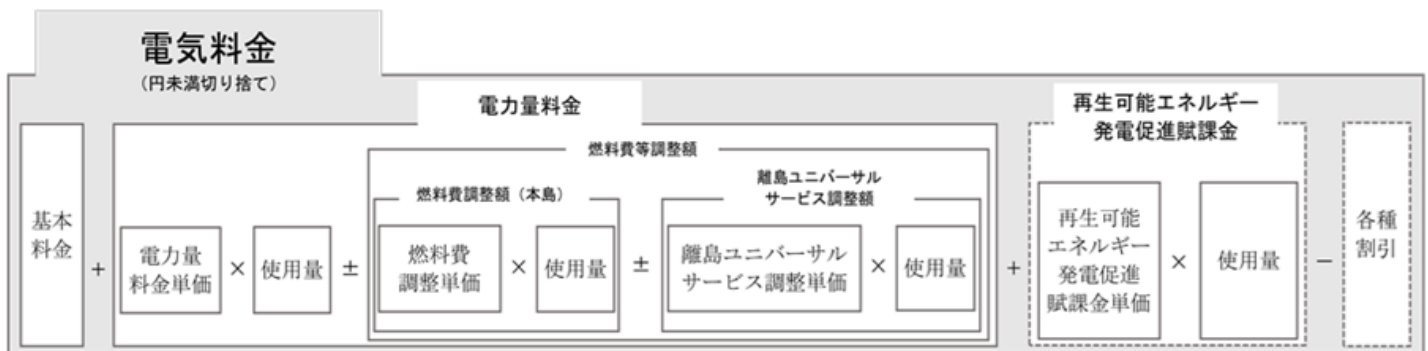 電気料金
（円未満切り捨て）
電力量料金
再生可能エネルギー
発電促進賦課金
燃料費等調整額
燃料費調整額（本島）
離島ユニバーサル
サービス調整額
基本
料金
+
電力量
料金単価
×
使用量
±
燃料費
調整単価
×
使用量
±
離島ユニバーサル
サービス調整単価
×
使用量
+
再生可能
エネルギー
発電促進
賦課金単価
×
使用量
−
各種
割引